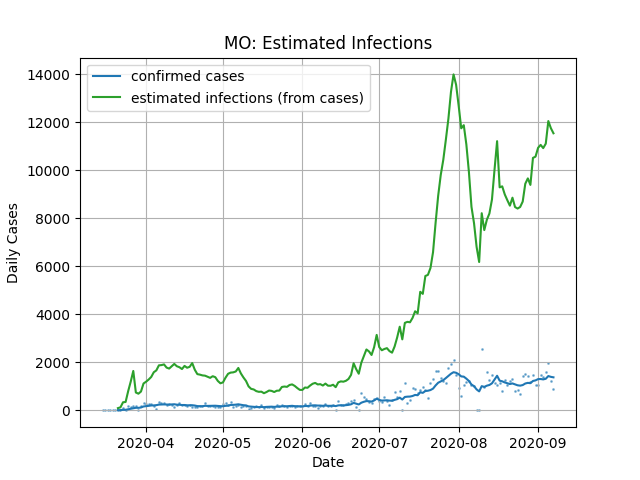 MO: Estimated Infections
confirmed cases
estimated infections (from cases)
14000
12000
10000
8000
6000
4000
2000
0
Daily Cases
2020-04 2020-05 2020-06 2020-07 2020-08 2020-09
Date